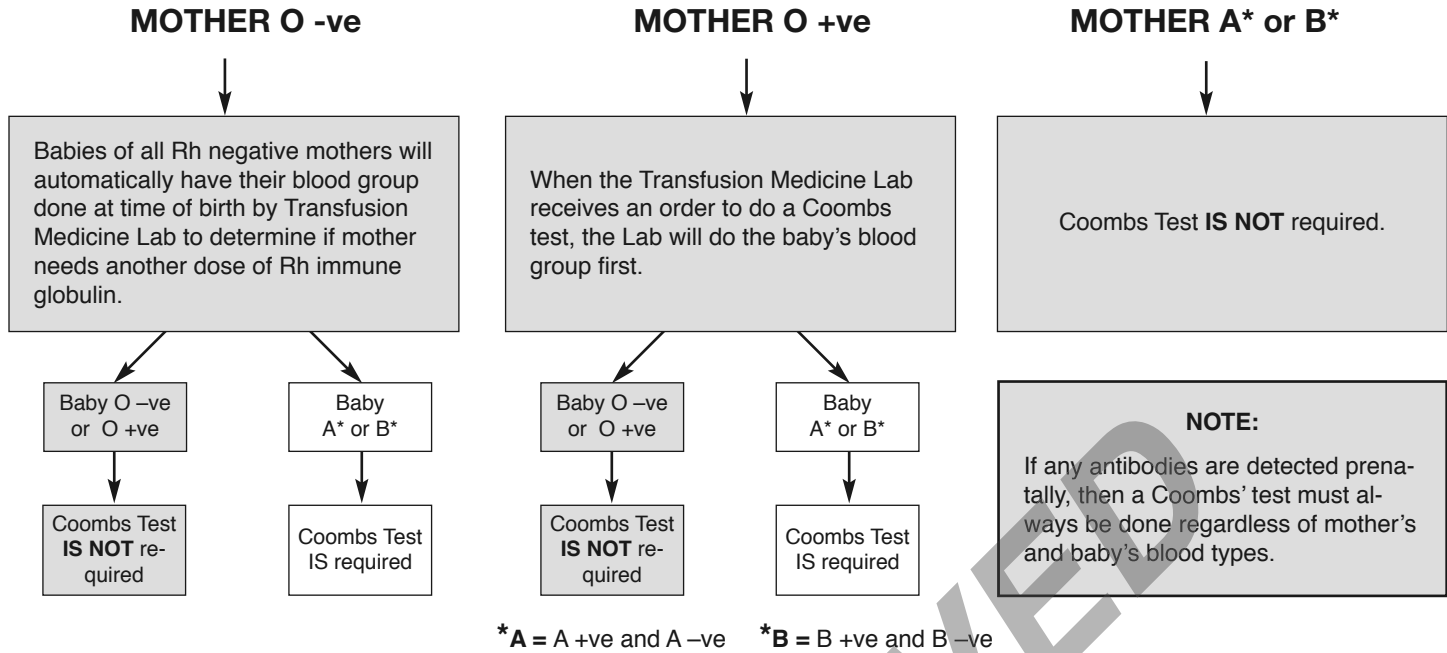 MOTHER O -ve
Babies of all Rh negative mothers will
automatically have their blood group
done at time of birth by Transfusion
Medicine Lab to determine if mother
needs another dose of Rh immune
globulin.
Baby O –ve
or O +ve
Baby
A* or B*
Coombs Test
IS NOT re-
quired
Coombs Test
IS required
MOTHER O +ve
When the Transfusion Medicine Lab
receives an order to do a Coombs
test, the Lab will do the baby’s blood
group first.
Baby O –ve
or O +ve
Baby
A* or B*
Coombs Test
IS NOT re-
quired
Coombs Test
IS required
MOTHER A* or B*
Coombs Test IS NOT required.
NOTE:
If any antibodies are detected prena-
tally, then a Coombs’ test must al-
ways be done regardless of mother’s
and baby’s blood types.
*A = A +ve and A –ve *B = B +ve and B –ve